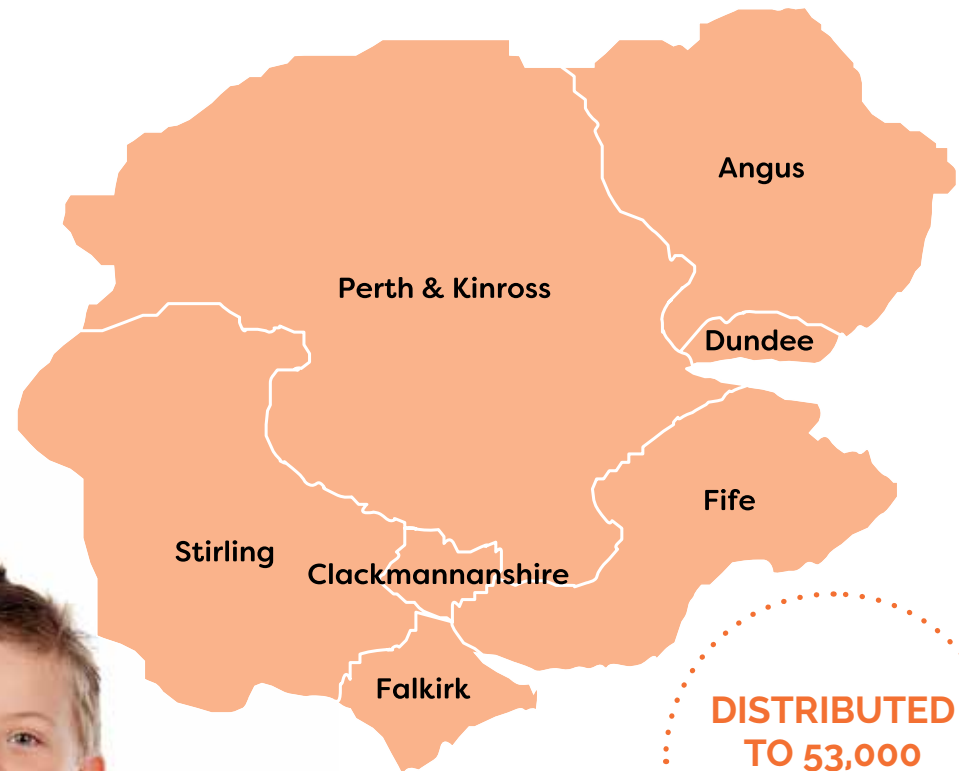 Angus
Perth & Kinross
Dundee
Fife
Stirling
Clackmannanshire
Falkirk
DISTRIBUTED
TO 53,000